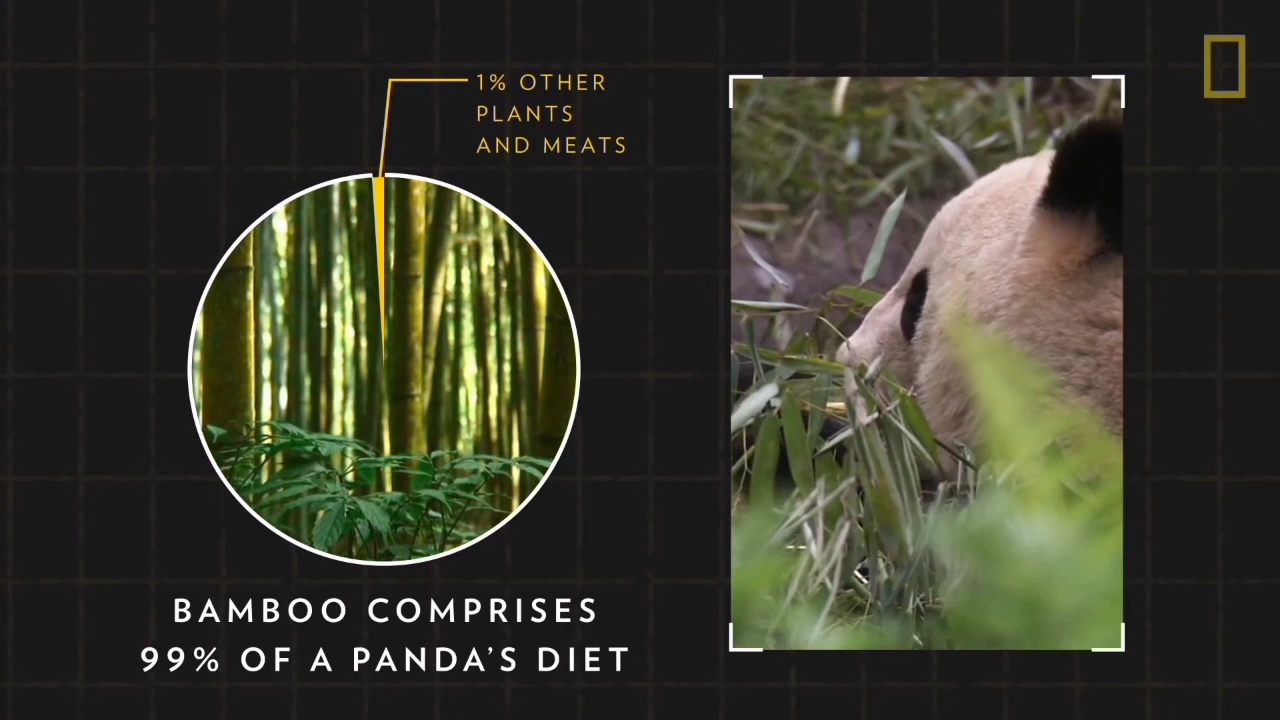 1% OTHER
PLANTS
AND MEATS
BAMBOO COMPRISES
99% OF A PANDA’S DIET